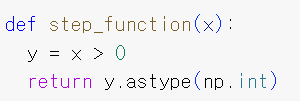 def step_function(x):
  y = x > 0
  return y.astype(np.int)